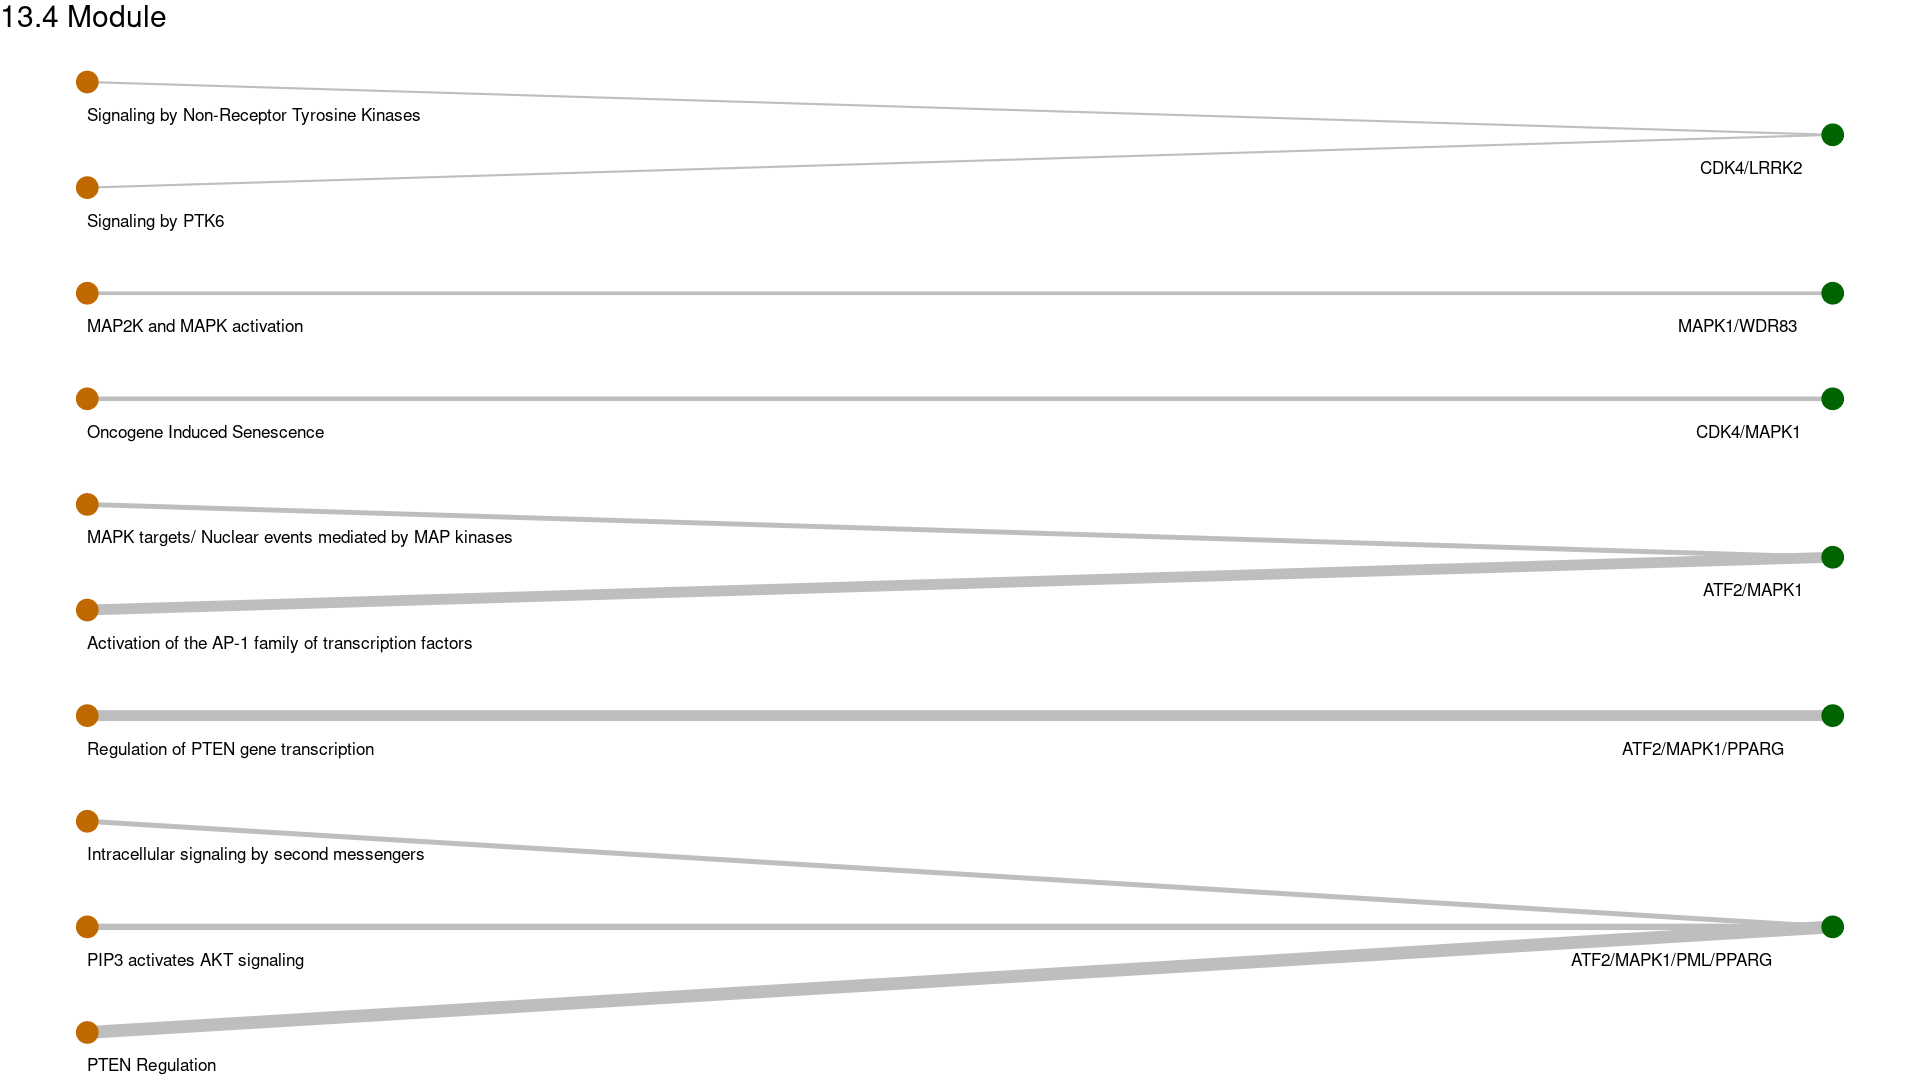 13.4 Module
Signaling by Non-Receptor Tyrosine Kinases
CDK4/LRRK2
Signaling by PTK6
MAP2K and MAPK activation
MAPK1/WDR83
Oncogene Induced Senescence
CDK4/MAPK1
MAPK targets/ Nuclear events mediated by MAP kinases
ATF2/MAPK1
Activation of the AP-1 family of transcription factors
Regulation of PTEN gene transcription
ATF2/MAPK1/PPARG
Intracellular signaling by second messengers
PIP3 activates AKT signaling
ATF2/MAPK1/PML/PPARG
PTEN Regulation